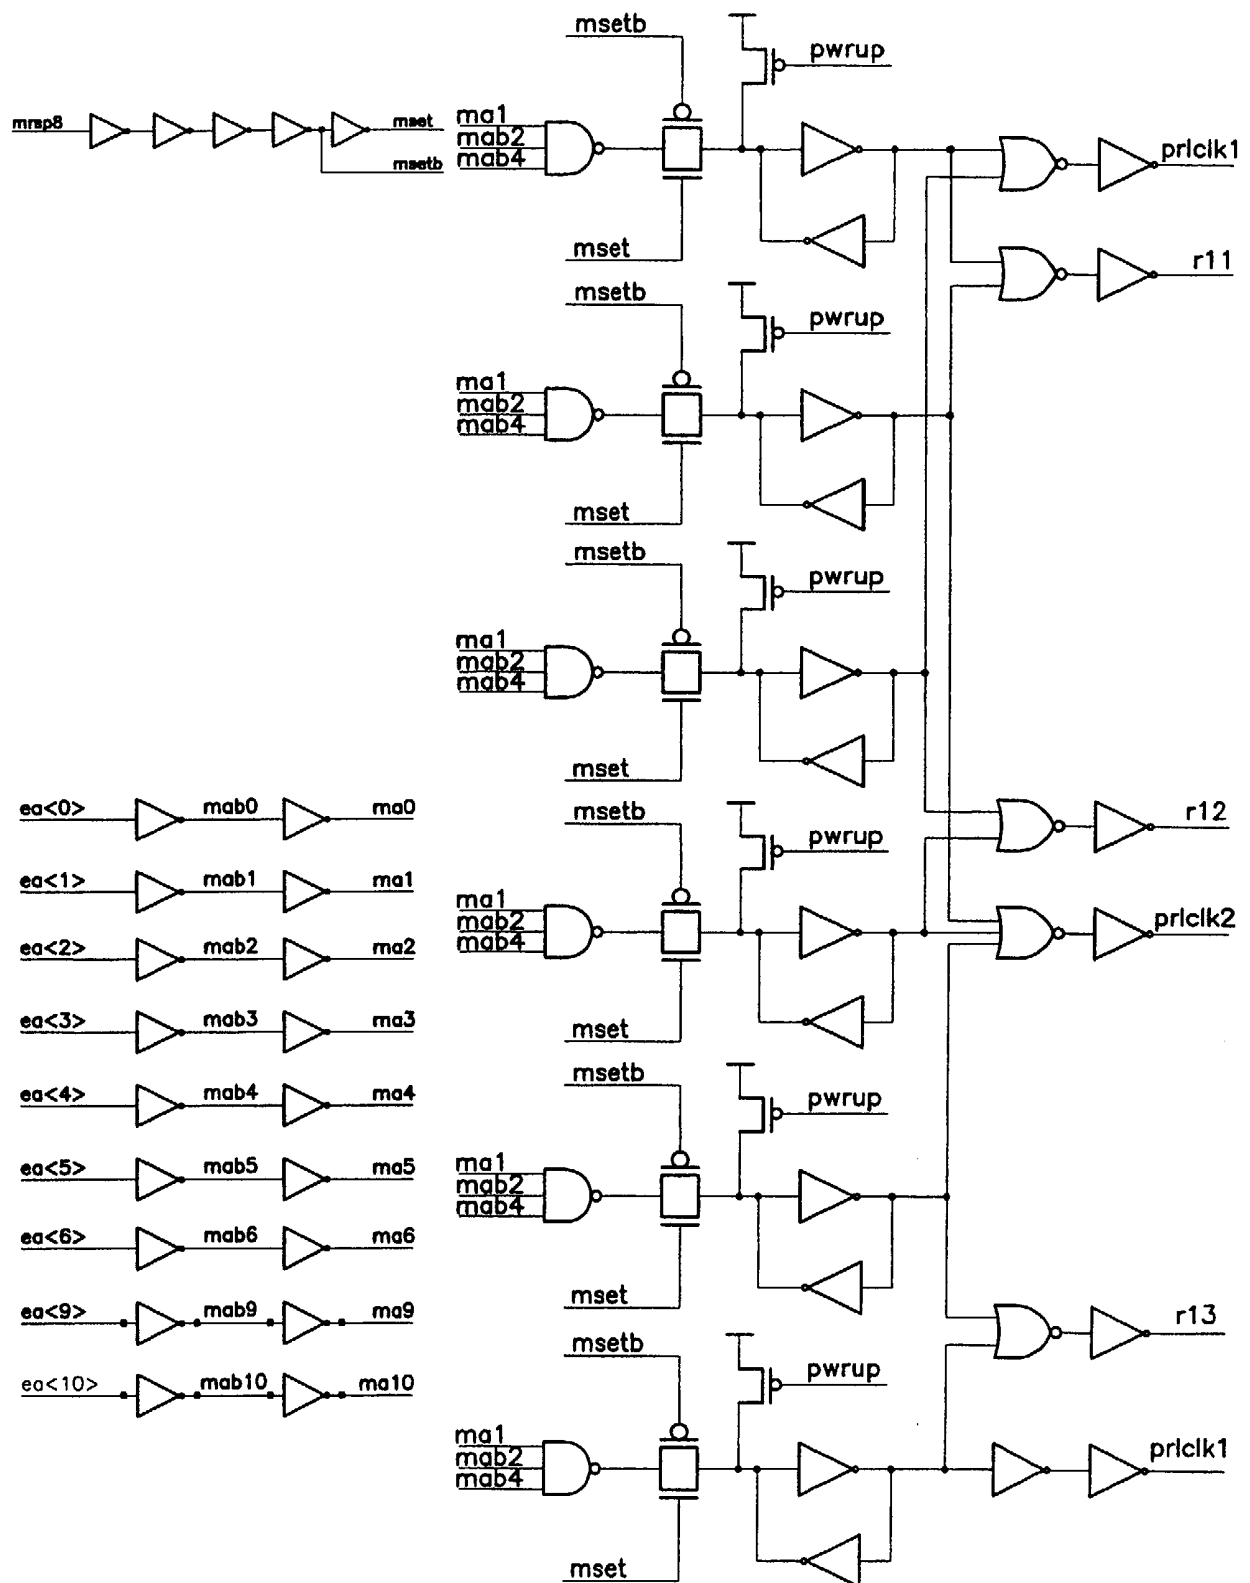 msetb
pwrup
mrsp8
mset
msetb
ma1
mab2
mab4
prlclk1
mset
r11
msetb
pwrup
ma1
mab2
mab4
mset
msetb
pwrup
ma1
mab2
mab4
mset
ea<0> mab0 ma0
msetb
pwrup
r12
ea<1> mab1 ma1
ma1
mab2
mab4
prlclk2
ea<2> mab2 ma2
ea<3> mab3 ma3
mset
msetb
ea<4> mab4 ma4
pwrup
ea<5> mab5 ma5
ma1
mab2
mab4
ea<6> mab6 ma6
mset
ea<9> mab9 ma9
r13
msetb
pwrup
ea<10> mab10 ma10
ma1
mab2
mab4
prlclk1
mset